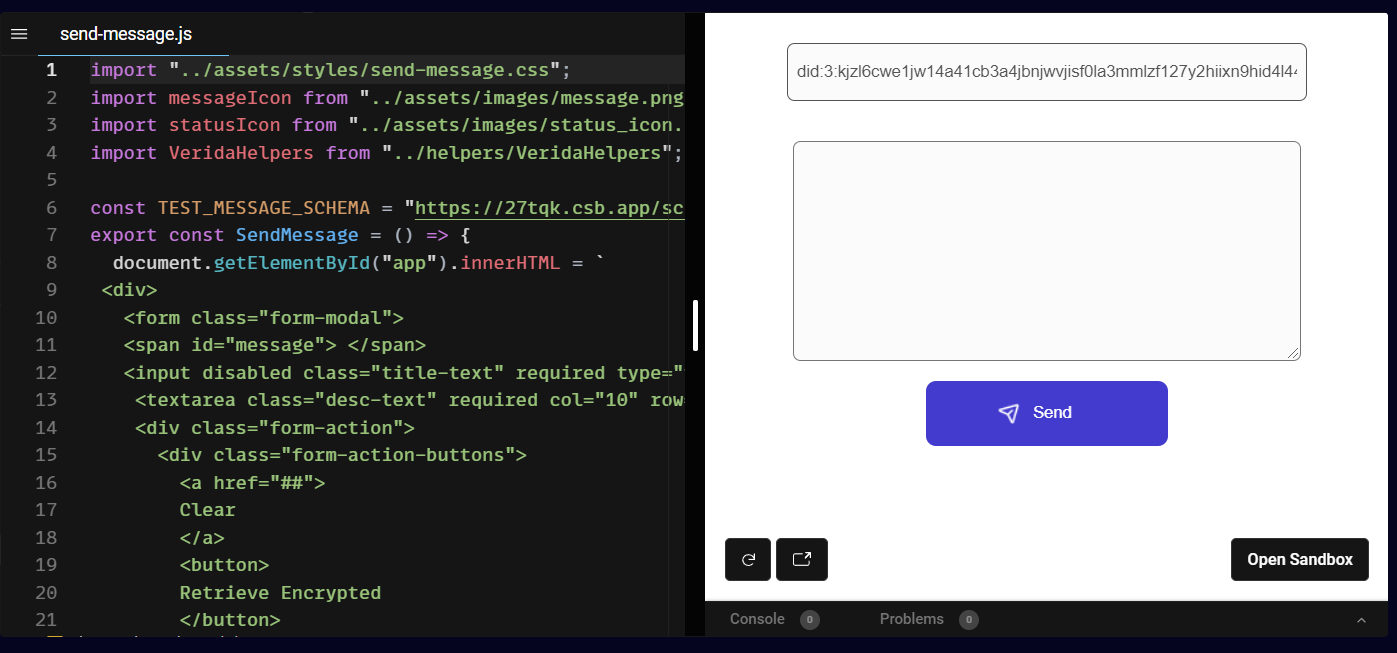 send-message.js
1 import "../assets/styles/send-message.css";
2 import messageIcon from "../assets/images/message.png
3 import statusIcon from "../assets/images/status_icon.
4 import VeridaHelpers from "../helpers/VeridaHelpers";
5
6 const TEST_MESSAGE_SCHEMA = "https://27tqk.csb.app/sc
7 export const SendMessage = () => {
8 document.getElementById("app").innerHTML = `
9 <div>
10 <form class="form-modal">
11 <span id="message"> </span>
12 <input disabled class="title-text" required type="
13 <textarea class="desc-text" required col="10" row
14 <div class="form-action">
15 <div class="form-action-buttons">
16 <a href="##">
17 Clear
18 </a>
19 <button>
20 Retrieve Encrypted
21 </button>
did:3:kjzl6cwe1jw14a41cb3a4jbnjwvjisf0la3mmlzf127y2hiixn9hid4l44
Send
Open Sandbox
Console 0 Problems 0